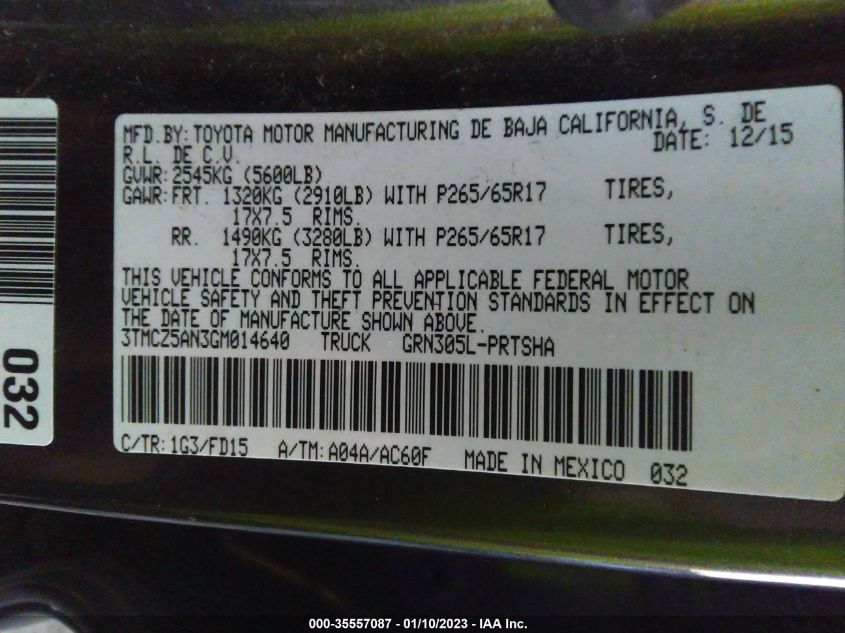 MFD.BY:TOYOTA MOTOR MANUFACTURING DE BAJA CALIFORNIA, S. DE
R.L. DE C.V. DATE: 12/15
GVWR:2545KG (5600LB)
GAWR:FRT. 1320KG (2910LB) WITH P265/65R17 TIRES,
17X7.5 RIMS.
RR. 1490KG (3280LB) WITH P265/65R17 TIRES,
17X7.5 RIMS.
THIS VEHICLE CONFORMS TO ALL APPLICABLE FEDERAL MOTOR
VEHICLE SAFETY AND THEFT PREVENTION STANDARDS IN EFFECT ON
THE DATE OF MANUFACTURE SHOWN ABOVE.
3TMCZ5AN3GM014640 TRUCK GRN305L-PRTSHA
C/TR:1G3/FD15 A/TM:A04A/AC60F MADE IN MEXICO 032
032
000-35557087 - 01/10/2023 - IAA Inc.